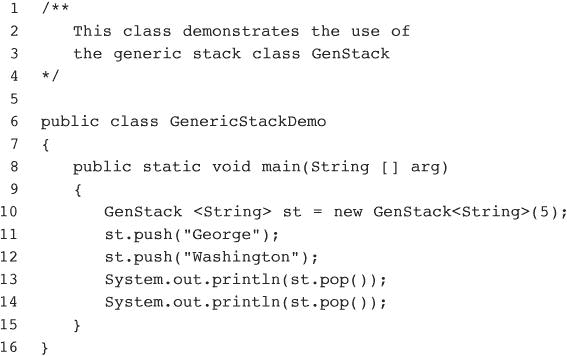 1 /**
2 This class demonstrates the use of
3 the generic stack class GenStack
4 */
5
6 public class GenericStackDemo
7 {
8 public static void main(String [] arg)
9 {
10 GenStack <String> st = new GenStack<String>(5);
11 st.push("George");
12 st.push("Washington");
13 System.out.println(st.pop());
14 System.out.println(st.pop());
15 }
16 }